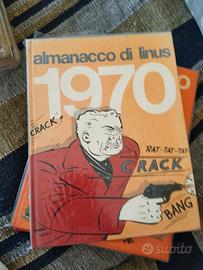 almanacco di linus
1970
CRACK
RAT-TAT-TAT
CRACK
BANG
subito